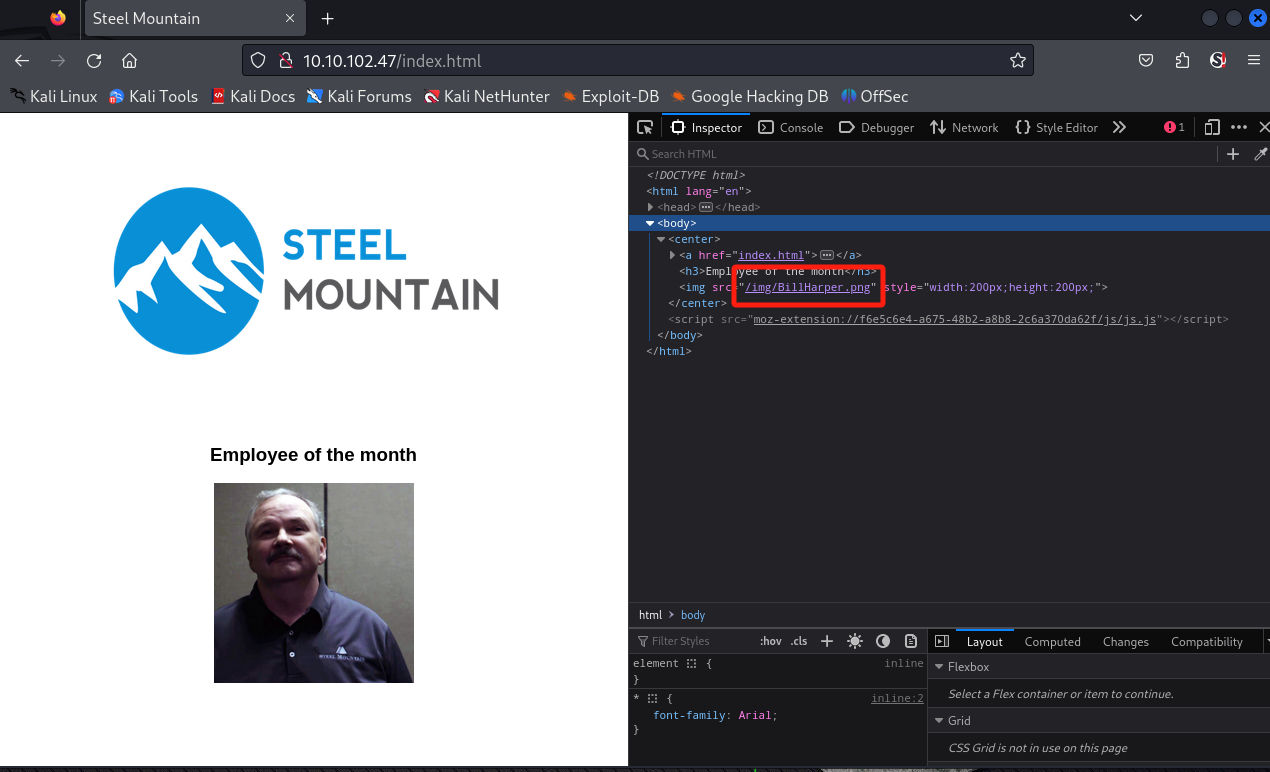 Steel Mountain
10.10.102.47/index.html
Kali Linux Kali Tools Kali Docs Kali Forums Kali NetHunter Exploit-DB Google Hacking DB OffSec
STEEL
MOUNTAIN
Employee of the month
STEEL MOUNTAIN
Inspector Console Debugger Network Style Editor 1
Search HTML
<!DOCTYPE html>
<html lang="en">
<head></head>
<body>
<center>
<a href="index.html"></a>
<h3>Employee of the month</h3>
<img src="/img/BillHarper.png" style="width:200px;height:200px;">
</center>
<script src="moz-extension://f6e5c6e4-a675-48b2-a8b8-2c6a370da62f/js/js.js"></script>
</body>
</html>
html > body
Filter Styles :hov .cls
element { inline
}
* { inline:2
font-family: Arial;
}
Layout Computed Changes Compatibility
Flexbox
Select a Flex container or item to continue.
Grid
CSS Grid is not in use on this page